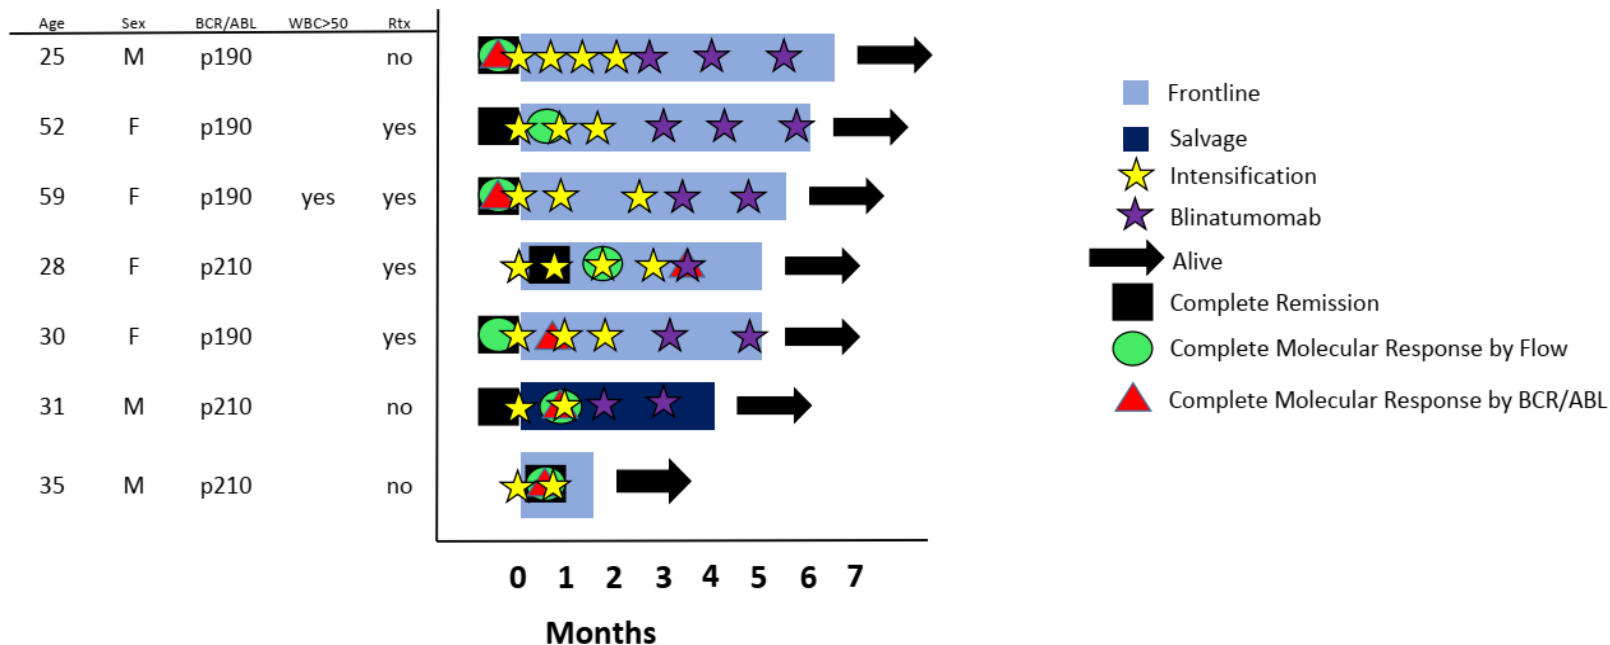 Age Sex BCR/ABL WBC>50 Rtx
25 M p190 no
52 F p190 yes
59 F p190 yes yes
28 F p210 yes
30 F p190 yes
31 M p210 no
35 M p210 no
0 1 2 3 4 5 6 7
Months
Frontline
Salvage
Intensification
Blinatumomab
Alive
Complete Remission
Complete Molecular Response by Flow
Complete Molecular Response by BCR/ABL